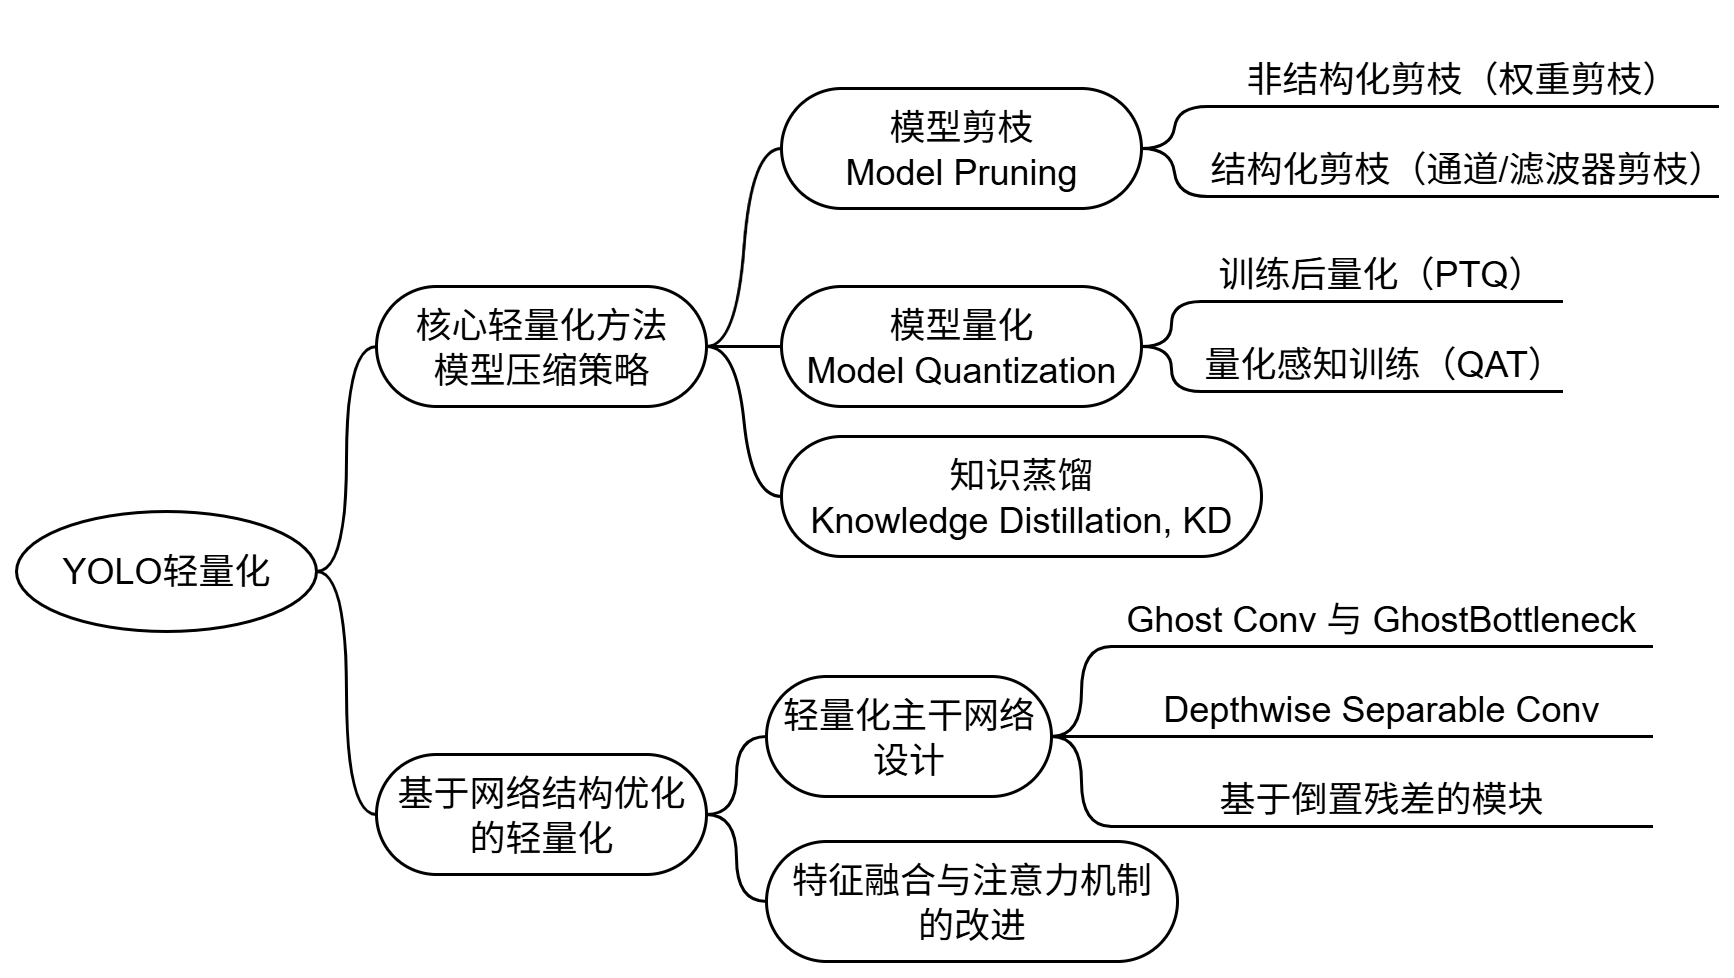 YOLO轻量化
核心轻量化方法
模型压缩策略
模型剪枝
Model Pruning
非结构化剪枝（权重剪枝）
结构化剪枝（通道/滤波器剪枝）
模型量化
Model Quantization
训练后量化（PTQ）
量化感知训练（QAT）
知识蒸馏
Knowledge Distillation, KD
基于网络结构优化
的轻量化
轻量化主干网络
设计
Ghost Conv 与 GhostBottleneck
Depthwise Separable Conv
基于倒置残差的模块
特征融合与注意力机制
的改进